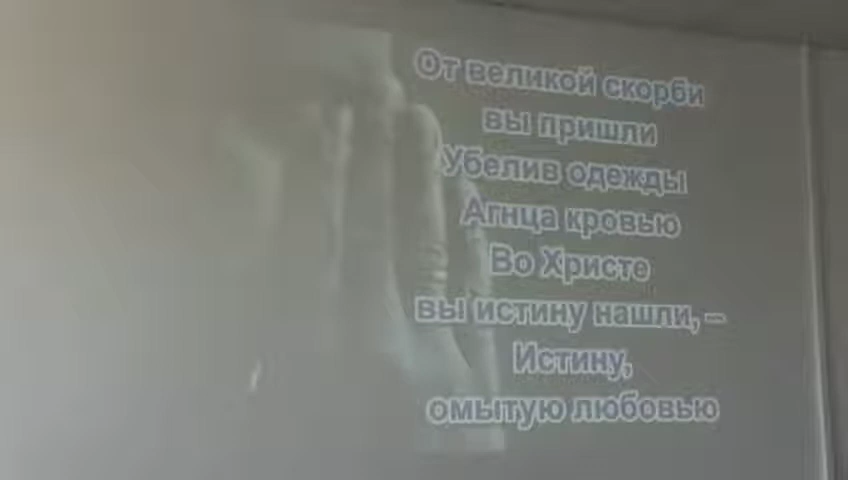 От великой скорби
вы пришли
Убелив одежды
Агнца кровью
Во Христе
вы истину нашли, –
Истину,
омытую любовью